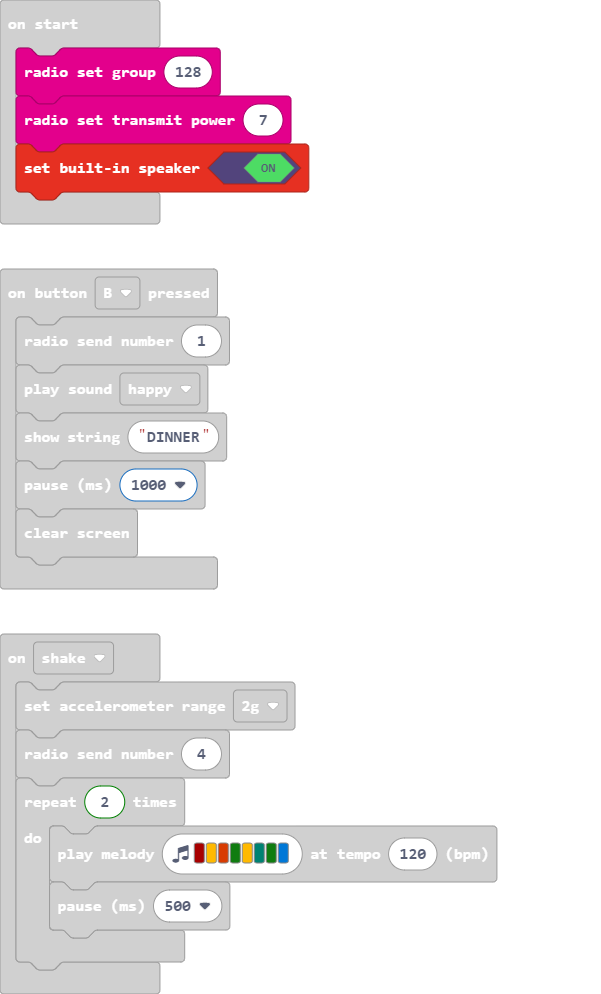 on start
radio set group 128
radio set transmit power 7
set built-in speaker ON
on button B pressed
radio send number 1
play sound happy
show string "DINNER"
pause (ms) 1000
clear screen
on shake
set accelerometer range 2g
radio send number 4
repeat 2 times
do
play melody at tempo 120 (bpm)
pause (ms) 500